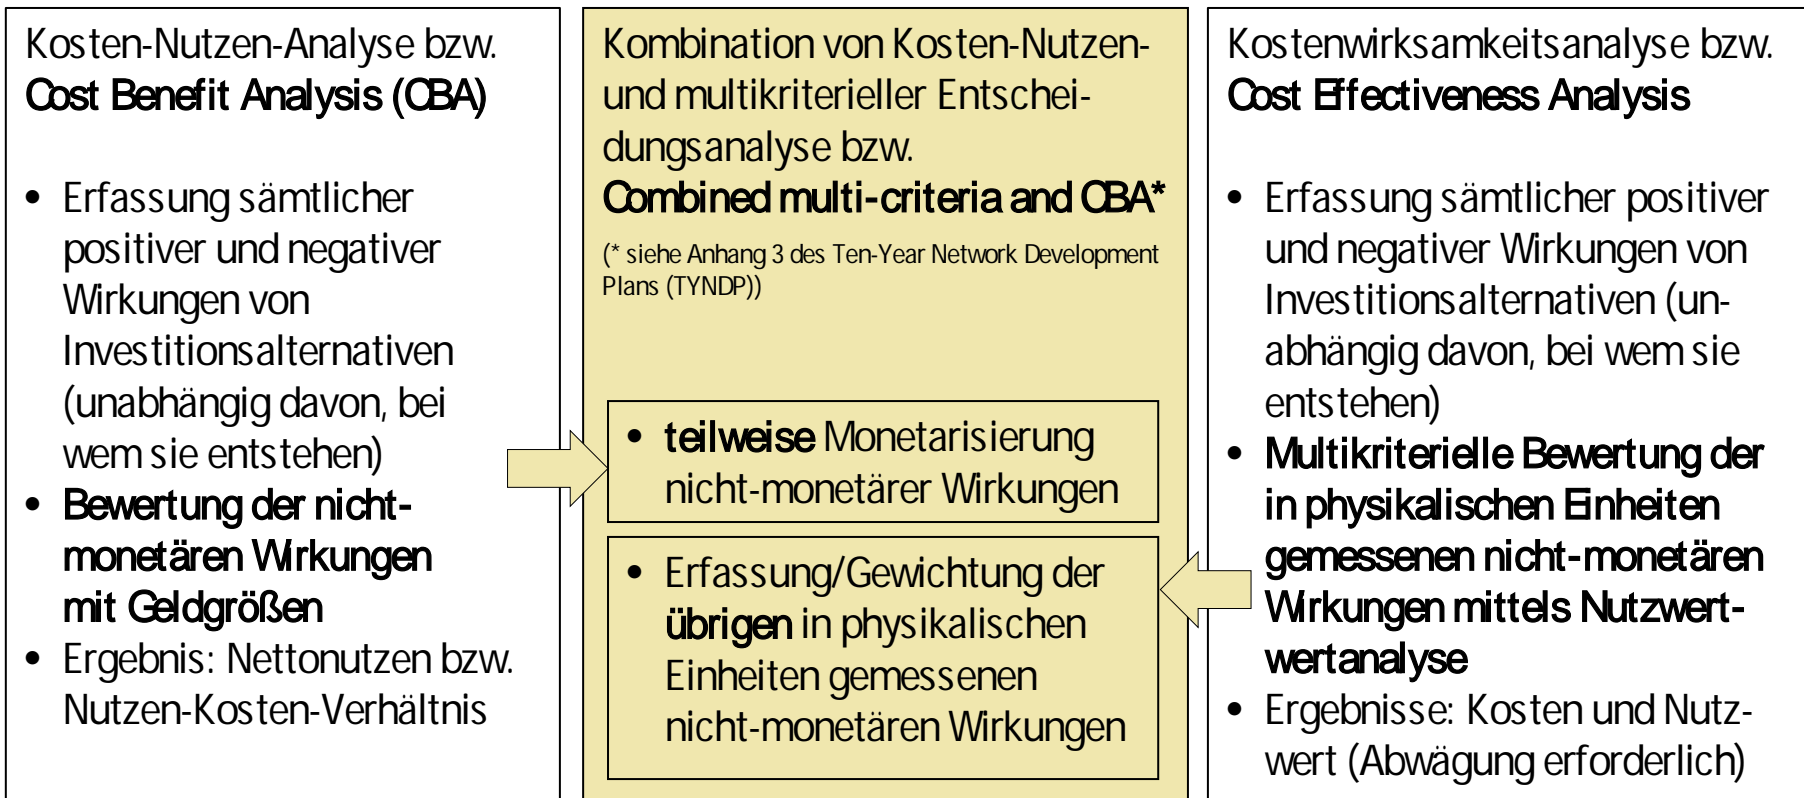 Kosten-Nutzen-Analyse bzw.
Cost Benefit Analysis (CBA)
• Erfassung sämtlicher
positiver und negativer
Wirkungen von
Investitionsalternativen
(unabhängig davon, bei
wem sie entstehen)
• Bewertung der nicht-
monetären Wirkungen
mit Geldgrößen
• Ergebnis: Nettonutzen bzw.
Nutzen-Kosten-Verhältnis
Kombination von Kosten-Nutzen-
und multikriterieller Entschei-
dungsanalyse bzw.
Combined multi-criteria and CBA*
(* siehe Anhang 3 des Ten-Year Network Development
Plans (TYNDP))
• teilweise Monetarisierung
nicht-monetärer Wirkungen
• Erfassung/Gewichtung der
übrigen in physikalischen
Einheiten gemessenen
nicht-monetären Wirkungen
Kostenwirksamkeitsanalyse bzw.
Cost Effectiveness Analysis
• Erfassung sämtlicher positiver
und negativer Wirkungen von
Investitionsalternativen (un-
abhängig davon, bei wem sie
entstehen)
• Multikriterielle Bewertung der
in physikalischen Einheiten
gemessenen nicht-monetären
Wirkungen mittels Nutzwert-
wertanalyse
• Ergebnisse: Kosten und Nutz-
wert (Abwägung erforderlich)